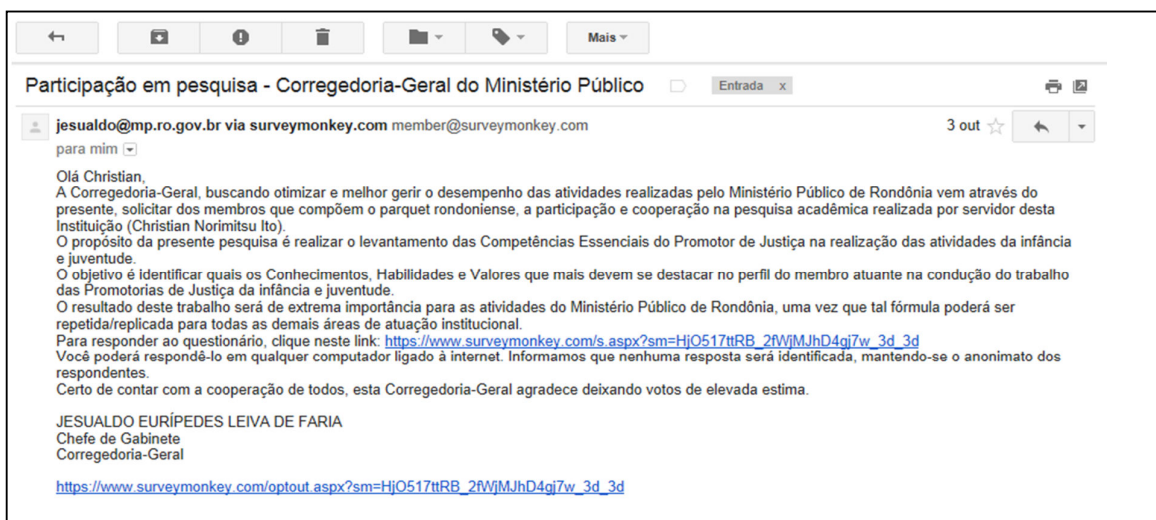 Mais
Participação em pesquisa - Corregedoria-Geral do Ministério Público Entrada x
jesualdo@mp.ro.gov.br via surveymonkey.com member@surveymonkey.com 3 out
para mim
Olá Christian,
A Corregedoria-Geral, buscando otimizar e melhor gerir o desempenho das atividades realizadas pelo Ministério Público de Rondônia vem através do
presente, solicitar dos membros que compõem o parquet rondoniense, a participação e cooperação na pesquisa acadêmica realizada por servidor desta
Instituição (Christian Norimitsu Ito).
O propósito da presente pesquisa é realizar o levantamento das Competências Essenciais do Promotor de Justiça na realização das atividades da infância
e juventude.
O objetivo é identificar quais os Conhecimentos, Habilidades e Valores que mais devem se destacar no perfil do membro atuante na condução do trabalho
das Promotorias de Justiça da infância e juventude.
O resultado deste trabalho será de extrema importância para as atividades do Ministério Público de Rondônia, uma vez que tal fórmula poderá ser
repetida/replicada para todas as demais áreas de atuação institucional.
Para responder ao questionário, clique neste link: https://www.surveymonkey.com/s.aspx?sm=HjO517ttRB_2fWjMJhD4gj7w_3d_3d
Você poderá respondê-lo em qualquer computador ligado à internet. Informamos que nenhuma resposta será identificada, mantendo-se o anonimato dos
respondentes.
Certo de contar com a cooperação de todos, esta Corregedoria-Geral agradece deixando votos de elevada estima.
JESUALDO EURÍPEDES LEIVA DE FARIA
Chefe de Gabinete
Corregedoria-Geral
https://www.surveymonkey.com/optout.aspx?sm=HjO517ttRB_2fWjMJhD4gj7w_3d_3d